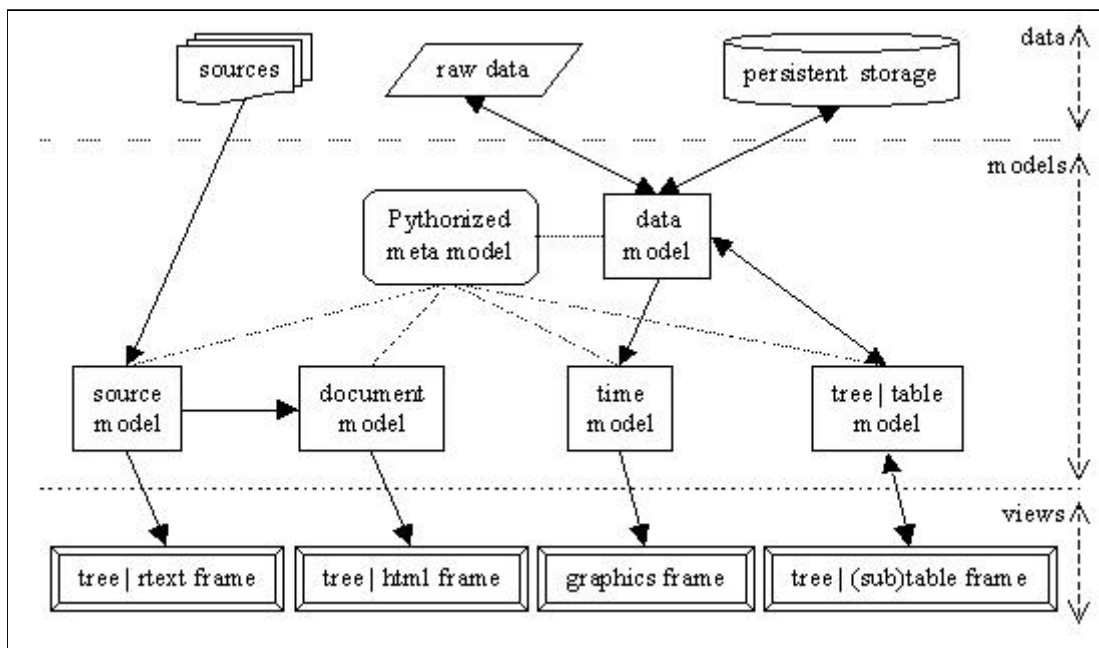 data
sources
raw data
persistent storage
models
Pythonized
meta model
data
model
source
model
document
model
time
model
tree | table
model
views
tree | rtext frame
tree | html frame
graphics frame
tree | (sub)table frame